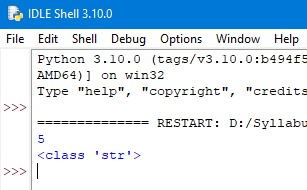 IDLE Shell 3.10.0
File Edit Shell Debug Options Window Help
Python 3.10.0 (tags/v3.10.0:b494f5
AMD64)] on win32
Type "help", "copyright", "credits
>>>
============== RESTART: D:/Syllabu
5
<class 'str'>
>>>